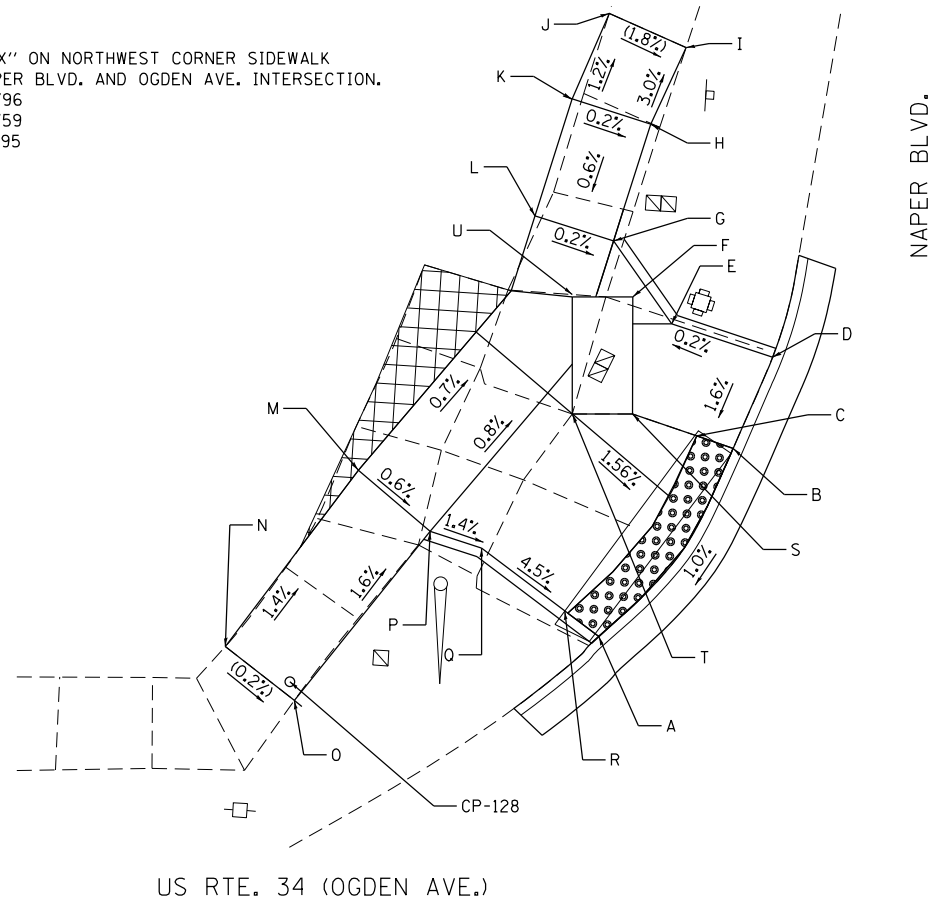 X" ON NORTHWEST CORNER SIDEWALK
PER BLVD. AND OGDEN AVE. INTERSECTION.
96
59
95
J
I
(1.8%)
1.2%
3.0%
K
0.2%
H
0.6%
L
G
0.2%
U
F
E
D
0.2%
1.6%
C
0.7%
0.8%
M
1.56%
B
0.6%
N
1.4%
S
1.0%
4.5%
1.4%
1.6%
P
Q
T
(0.2%)
A
R
O
CP-128
NAPER BLVD.
US RTE. 34 (OGDEN AVE.)